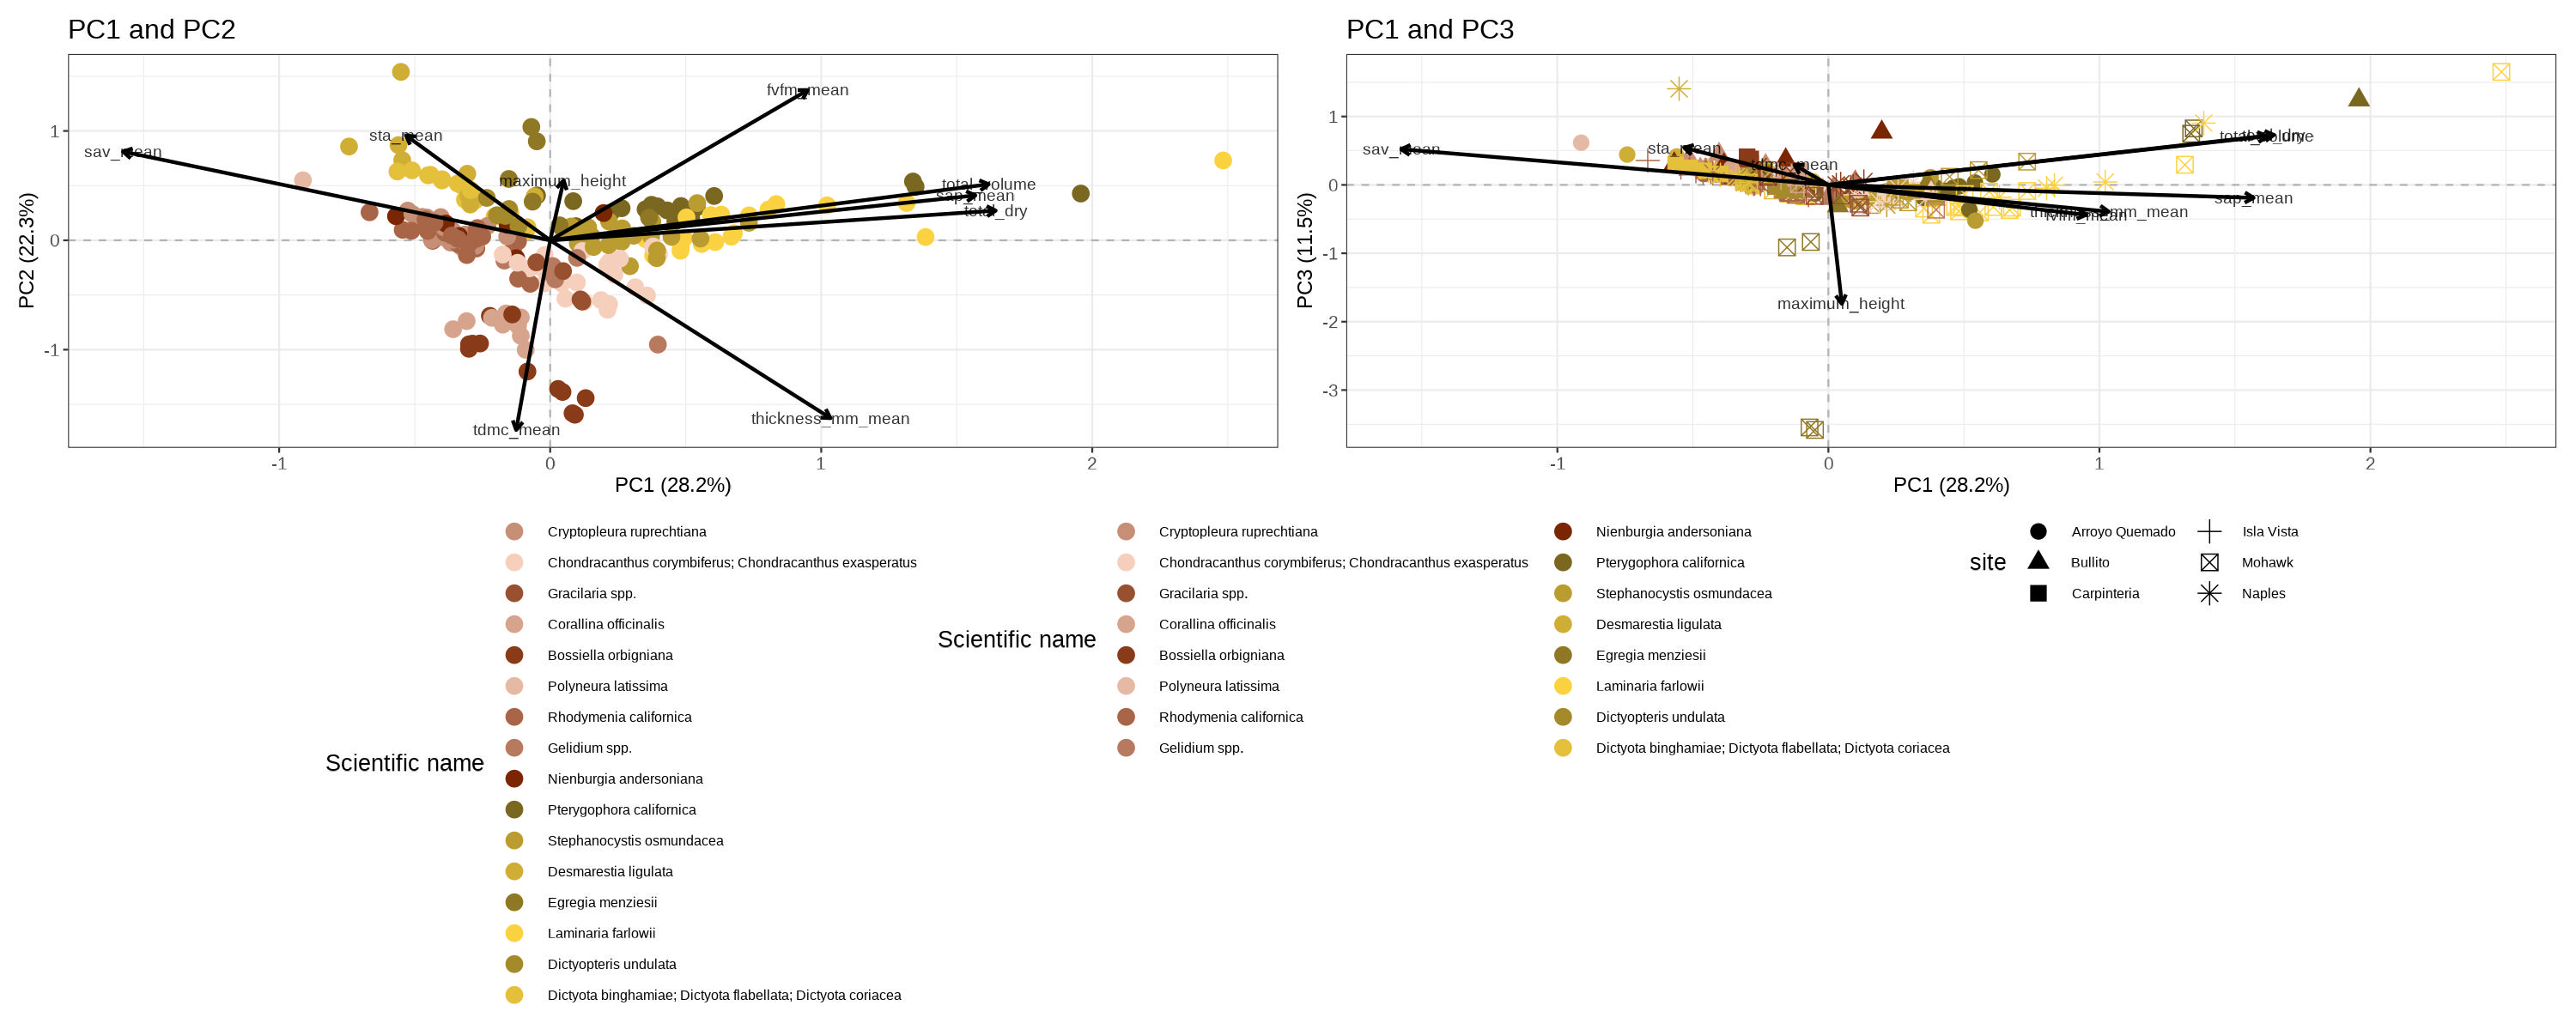 PC1 and PC2
PC1 and PC3
PC2 (22.3%)
1
0
-1
sav_mean
sta_mean
fvfm_mean
maximum_height
total_volume
sap_mean
total_dry
tdmc_mean
thickness_mm_mean
-1
0
1
2
PC1 (28.2%)
PC3 (11.5%)
1
0
-1
-2
-3
sav_mean
sta_mean
tdmc_mean
total_volume
total_dry
sap_mean
thickness_mm_mean
fvfm_mean
maximum_height
-1
0
1
2
PC1 (28.2%)
Scientific name
Cryptopleura ruprechtiana
Chondracanthus corymbiferus; Chondracanthus exasperatus
Gracilaria spp.
Corallina officinalis
Bossiella orbigniana
Polyneura latissima
Rhodymenia californica
Gelidium spp.
Nienburgia andersoniana
Pterygophora californica
Stephanocystis osmundacea
Desmarestia ligulata
Egregia menziesii
Laminaria farlowii
Dictyopteris undulata
Dictyota binghamiae; Dictyota flabellata; Dictyota coriacea
Scientific name
Cryptopleura ruprechtiana
Chondracanthus corymbiferus; Chondracanthus exasperatus
Gracilaria spp.
Corallina officinalis
Bossiella orbigniana
Polyneura latissima
Rhodymenia californica
Gelidium spp.
Nienburgia andersoniana
Pterygophora californica
Stephanocystis osmundacea
Desmarestia ligulata
Egregia menziesii
Laminaria farlowii
Dictyopteris undulata
Dictyota binghamiae; Dictyota flabellata; Dictyota coriacea
site
Arroyo Quemado
Bullito
Carpinteria
Isla Vista
Mohawk
Naples